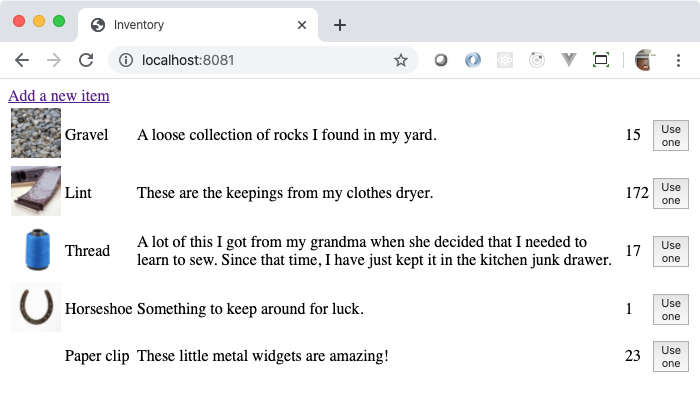 Inventory
localhost:8081
Add a new item
Gravel A loose collection of rocks I found in my yard. 15 Use one
Lint These are the keepings from my clothes dryer. 172 Use one
Thread A lot of this I got from my grandma when she decided that I needed to
learn to sew. Since that time, I have just kept it in the kitchen junk drawer. 17 Use one
Horseshoe Something to keep around for luck. 1 Use one
Paper clip These little metal widgets are amazing! 23 Use one